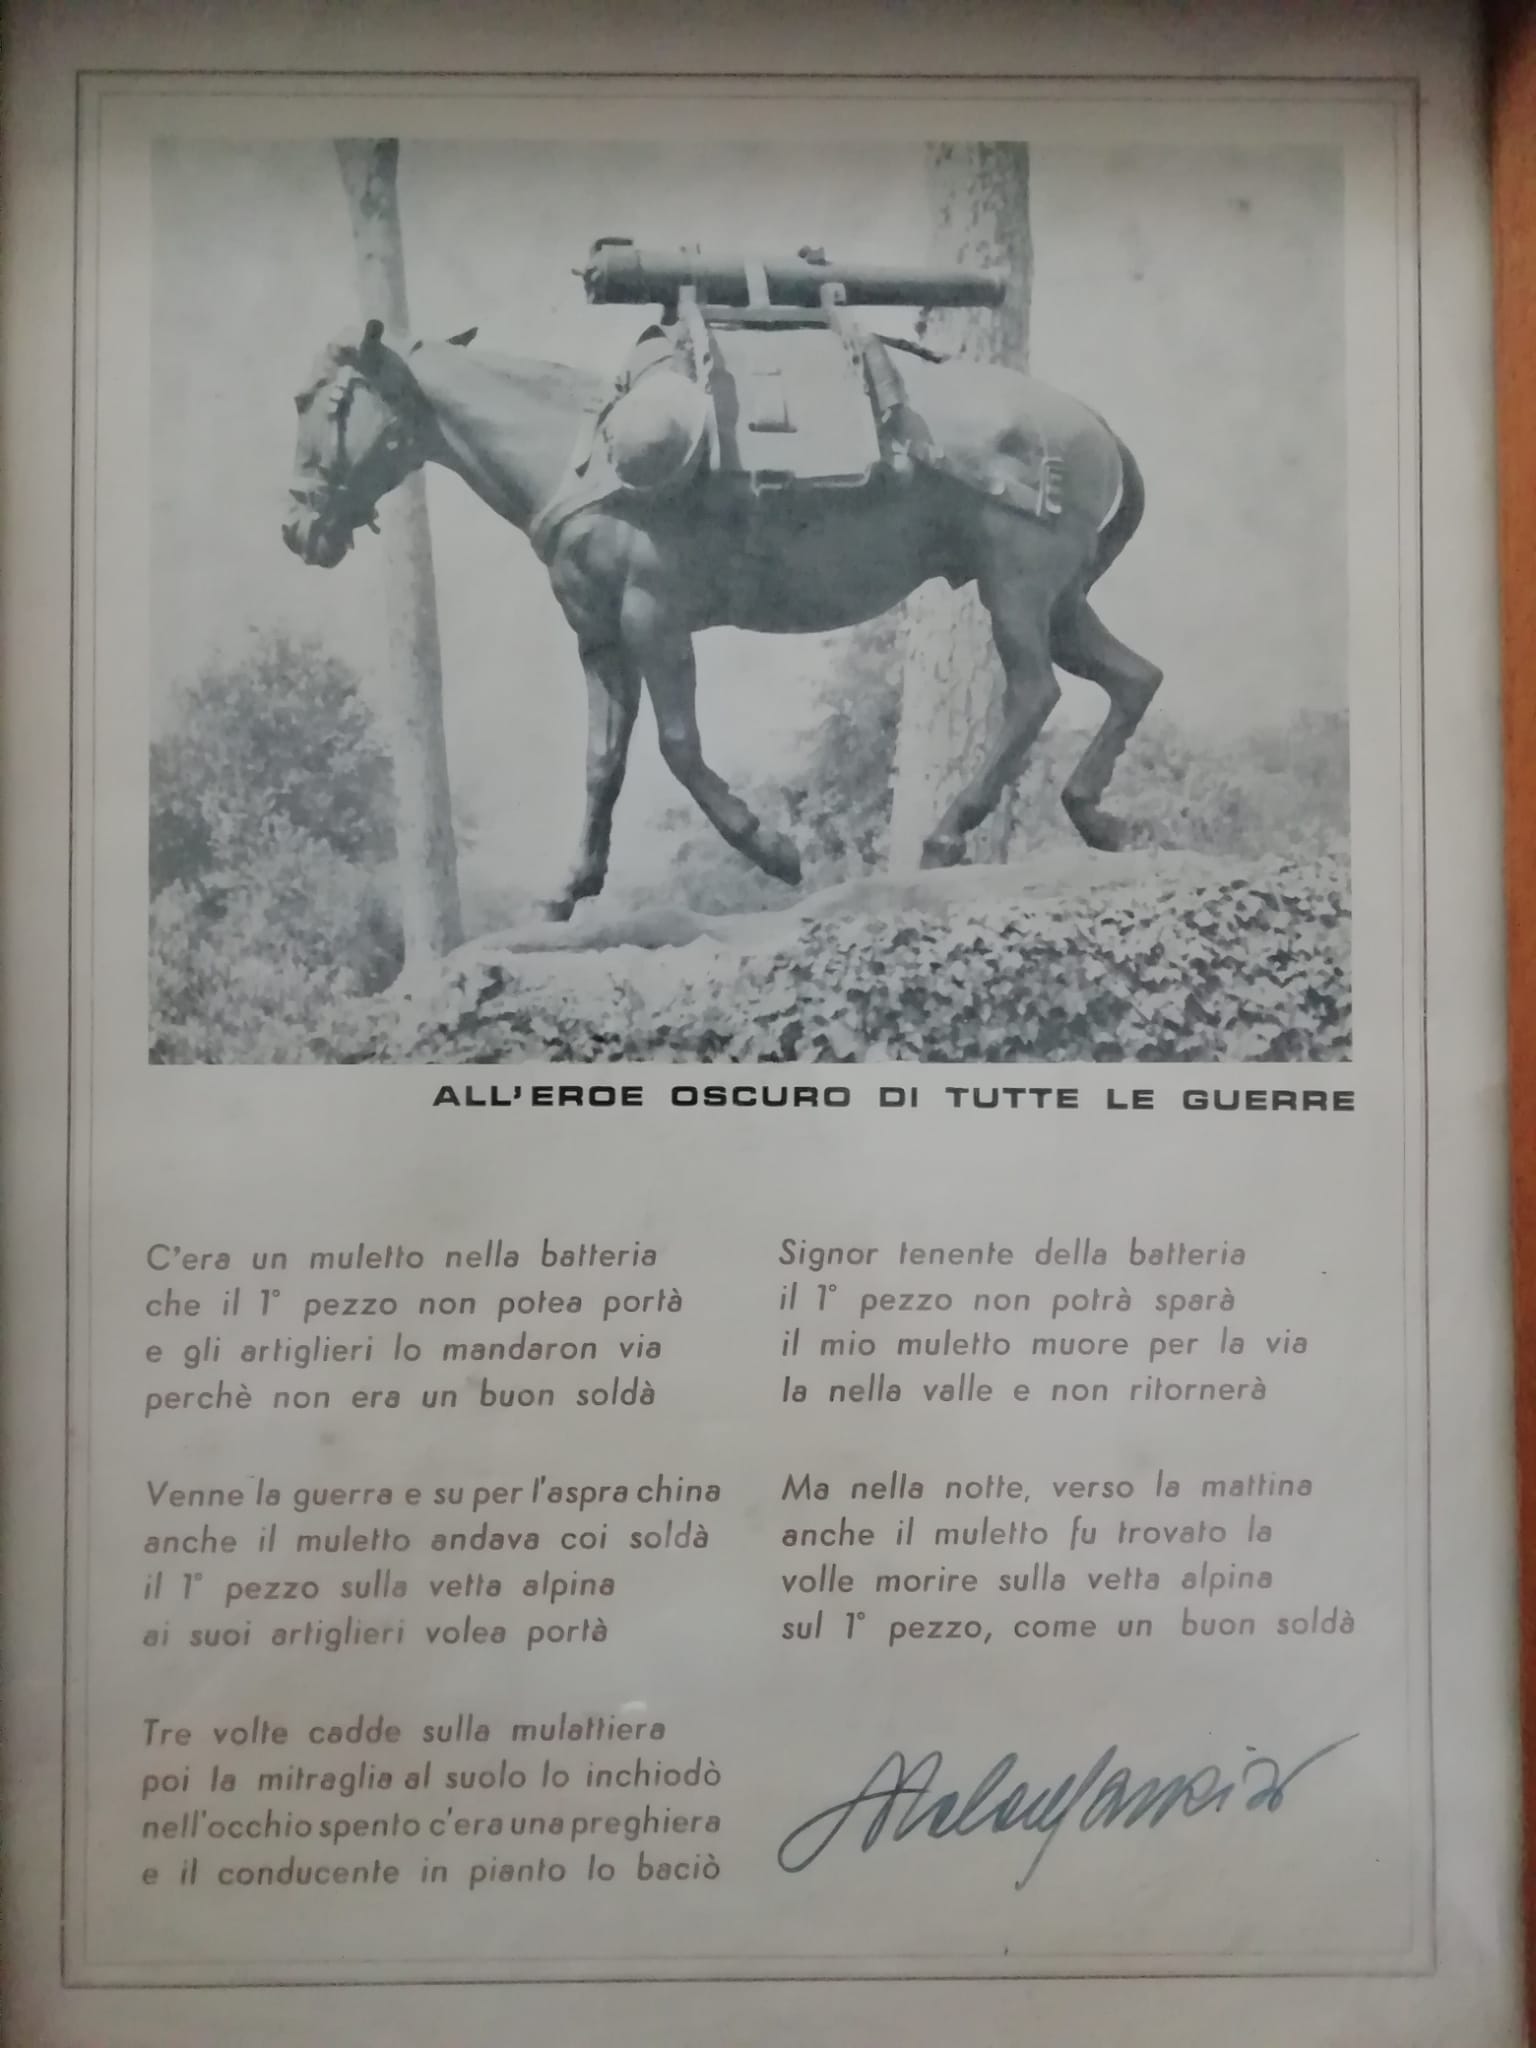 ALL'EROE OSCURO DI TUTTE LE GUERRE
C'era un muletto nella batteria
che il 1° pezzo non potea portà
e gli artiglieri lo mandaron via
perchè non era un buon soldà
Venne la guerra e su per l'aspra china
anche il muletto andava coi soldà
il 1° pezzo sulla vetta alpina
ai suoi artiglieri volea portà
Tre volte cadde sulla mulattiera
poi la mitraglia al suolo lo inchiodò
nell'occhio spento c'era una preghiera
e il conducente in pianto lo baciò
Signor tenente della batteria
il 1° pezzo non potrà sparà
il mio muletto muore per la via
la nella valle e non ritornerà
Ma nella notte, verso la mattina
anche il muletto fu trovato la
volle morire sulla vetta alpina
sul 1° pezzo, come un buon soldà